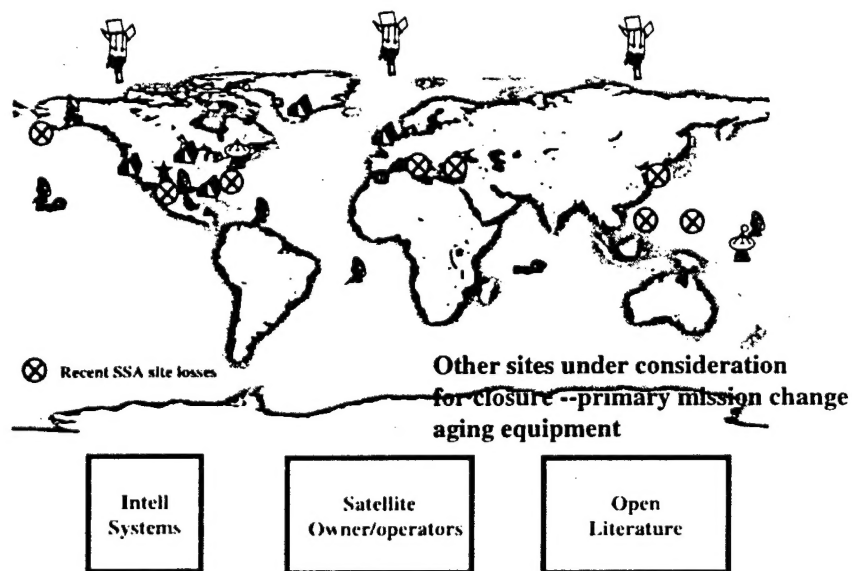 Recent SSA site losses
Other sites under consideration
for closure --primary mission change
aging equipment
Intell
Systems
Satellite
Owner/operators
Open
Literature